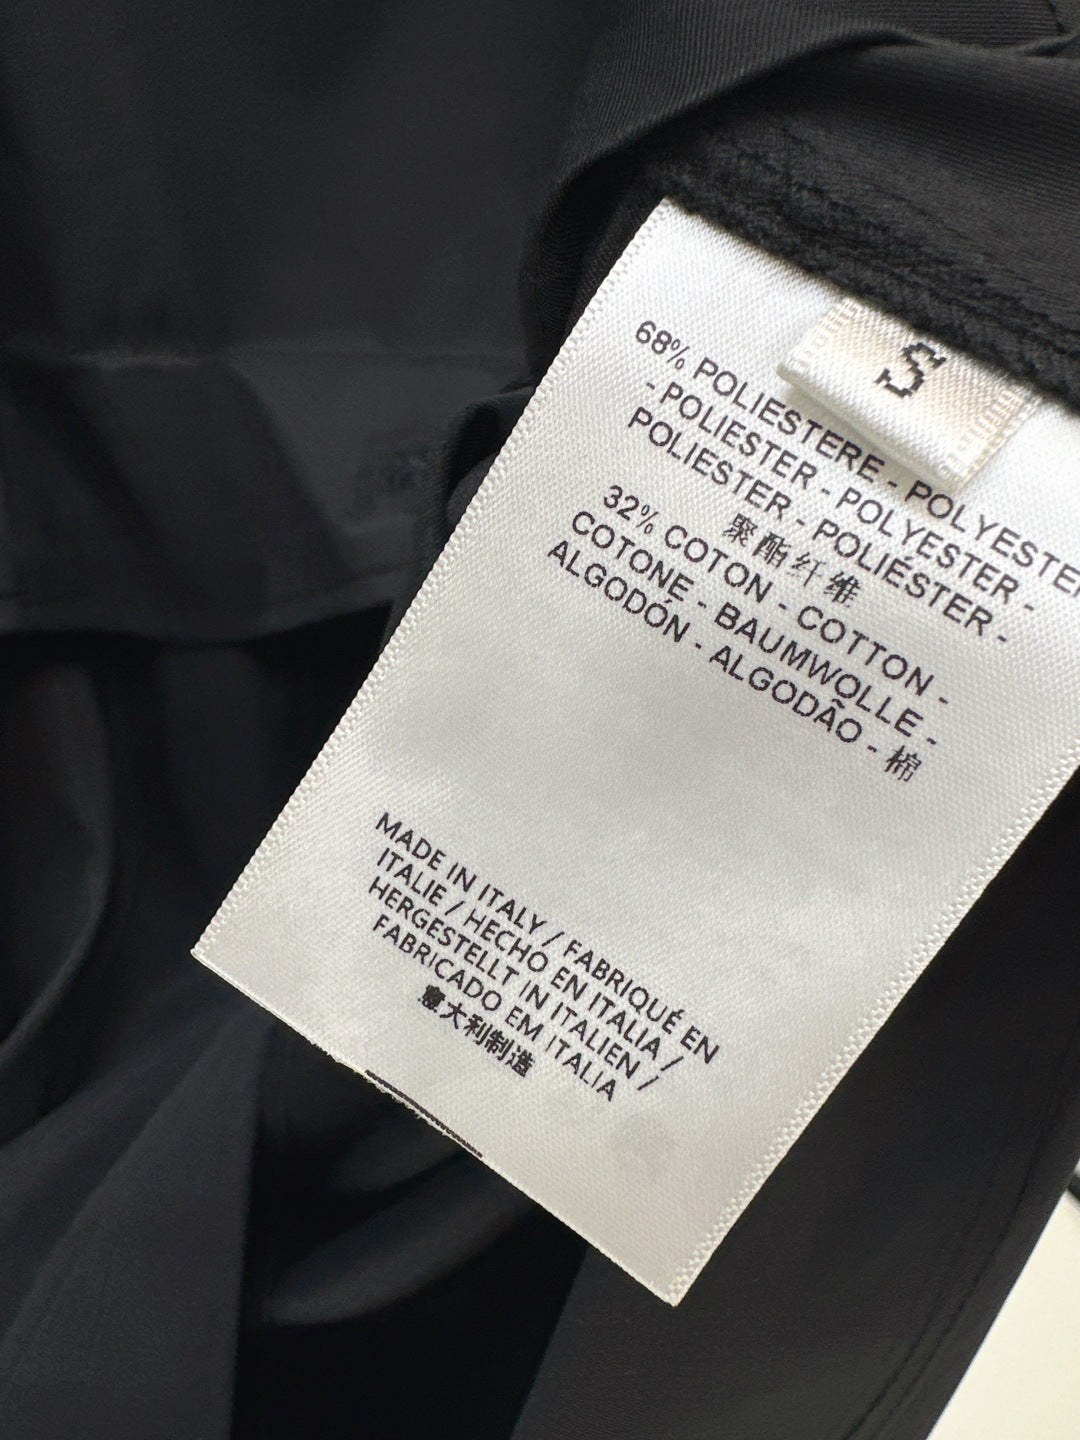 S
68% POLIESTERE - POLYESTER
- POLIESTER - POLYESTER -
POLIESTER - POLIÉSTER -
聚酯纤维
32% COTON - COTTON -
COTONE - BAUMWOLLE -
ALGODÓN - ALGODÃO - 棉
MADE IN ITALY / FABRIQUÉ EN
ITALIE / HECHO EN ITALIA /
HERGESTELLT IN ITALIEN /
FABRICADO EM ITALIA
意大利制造